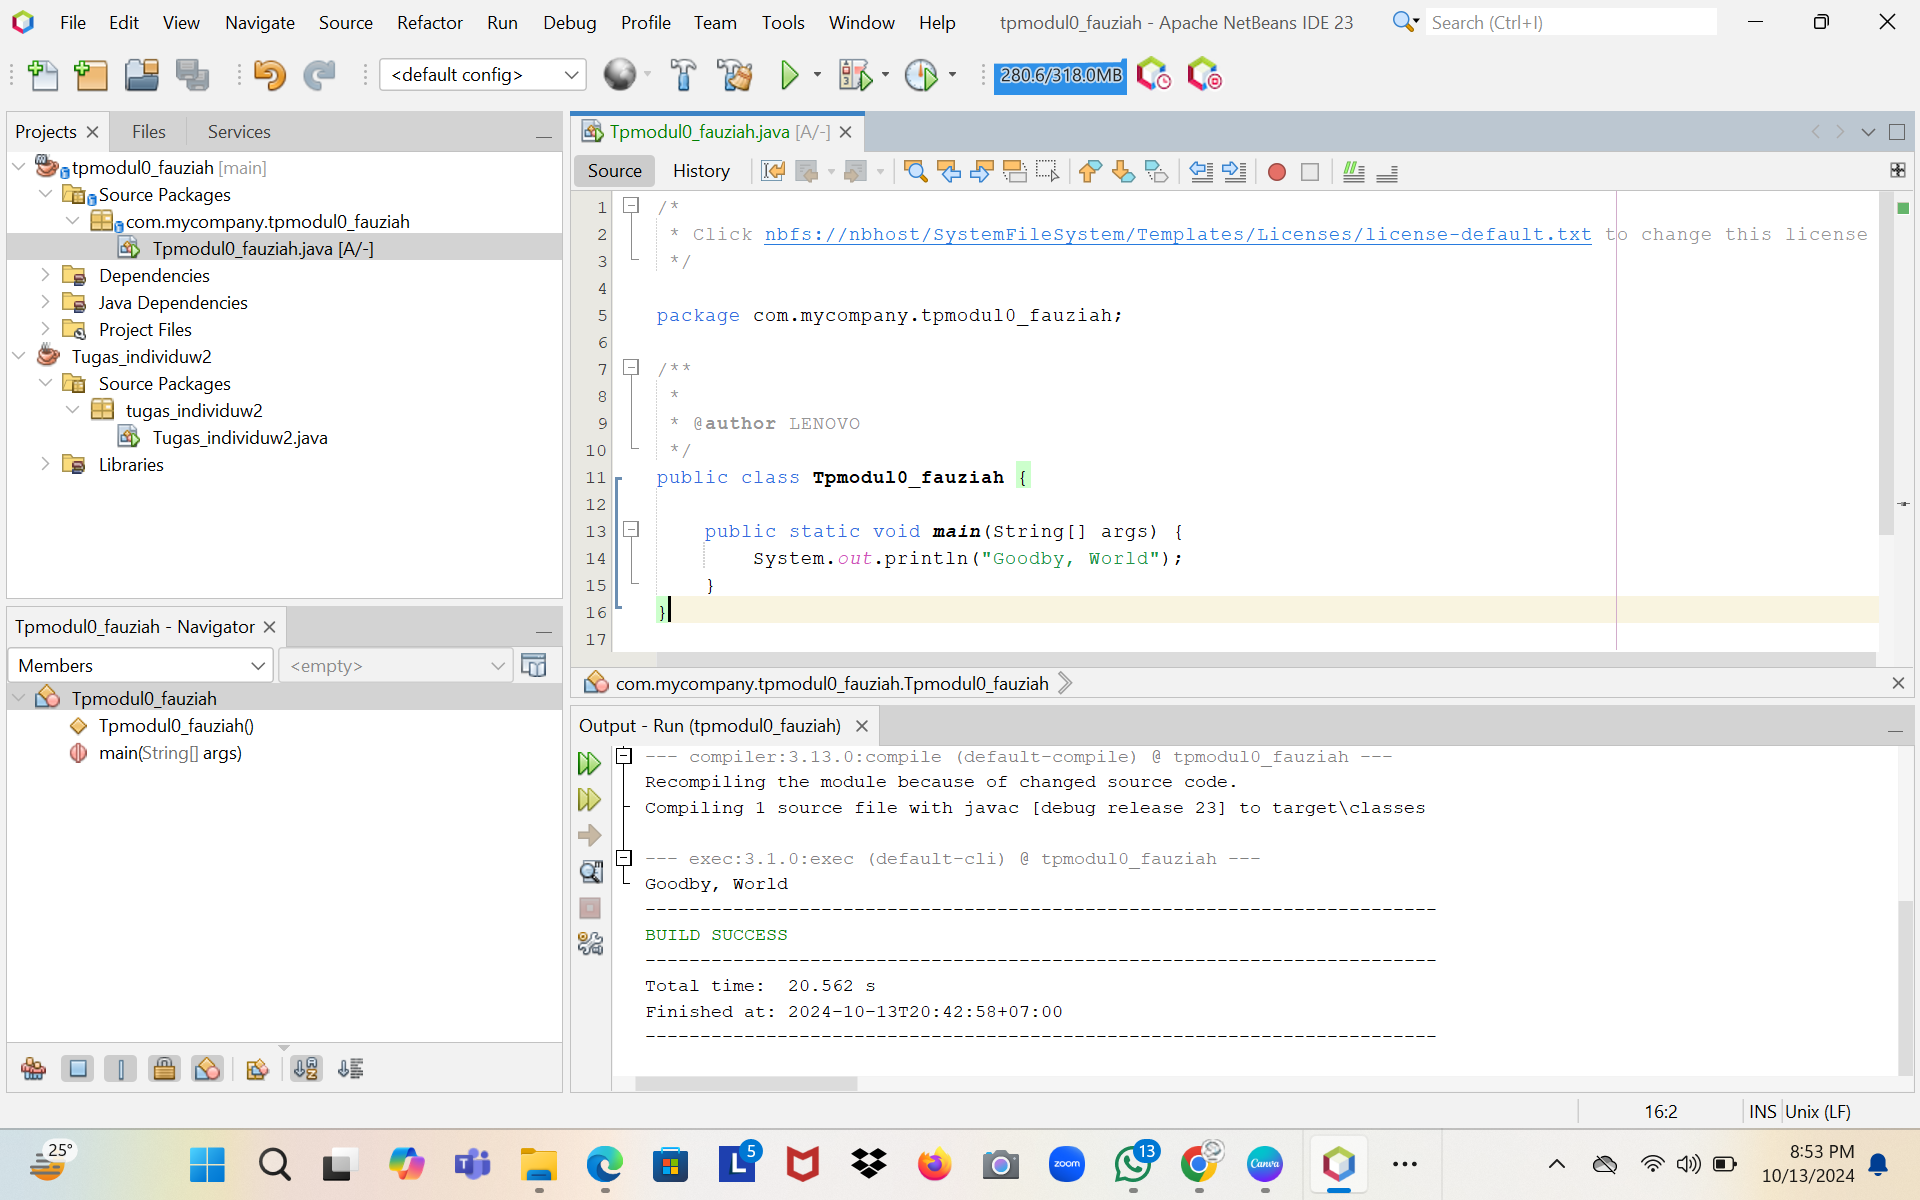 File Edit View Navigate Source Refactor Run Debug Profile Team Tools Window Help tpmodul0_fauziah - Apache NetBeans IDE 23 Search (Ctrl+I)
<default config> 280.6/318.0MB
Projects Files Services
tpmodul0_fauziah [main]
Source Packages
com.mycompany.tpmodul0_fauziah
Tpmodul0_fauziah.java [A/-]
Dependencies
Java Dependencies
Project Files
Tugas_individuw2
Source Packages
tugas_individuw2
Tugas_individuw2.java
Libraries
Tpmodul0_fauziah - Navigator
Members <empty>
Tpmodul0_fauziah
Tpmodul0_fauziah()
main(String[] args)
Tpmodul0_fauziah.java [A/-]
Source History
1 /*
2 * Click nbfs://nbhost/SystemFileSystem/Templates/Licenses/license-default.txt to change this license
3 */
4
5 package com.mycompany.tpmodul0_fauziah;
6
7 /**
8 *
9 * @author LENOVO
10 */
11 public class Tpmodul0_fauziah {
12
13 public static void main(String[] args) {
14 System.out.println("Goodby, World");
15 }
16 }
17
com.mycompany.tpmodul0_fauziah.Tpmodul0_fauziah
Output - Run (tpmodul0_fauziah)
--- compiler:3.13.0:compile (default-compile) @ tpmodul0_fauziah ---
Recompiling the module because of changed source code.
Compiling 1 source file with javac [debug release 23] to target\classes
--- exec:3.1.0:exec (default-cli) @ tpmodul0_fauziah ---
Goodby, World
------------------------------------------------------------------------
BUILD SUCCESS
------------------------------------------------------------------------
Total time:  20.562 s
Finished at: 2024-10-13T20:42:58+07:00
------------------------------------------------------------------------
16:2 INS Unix (LF)
25° 5 zoom 13 Canva 8:53 PM
10/13/2024